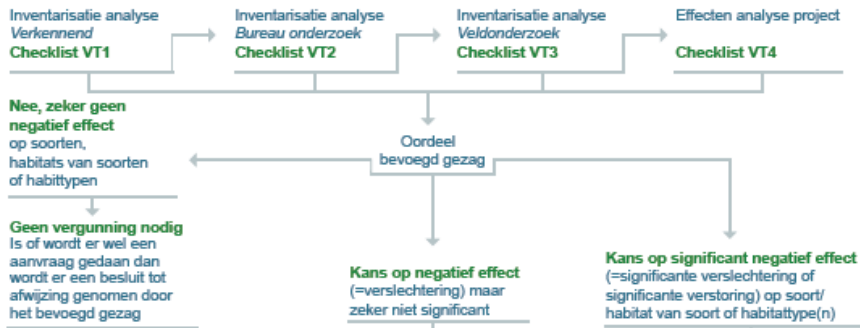 Inventarisatie analyse
Verkennend
Checklist VT1
Inventarisatie analyse
Bureau onderzoek
Checklist VT2
Inventarisatie analyse
Veldonderzoek
Checklist VT3
Effecten analyse project
Checklist VT4
Nee, zeker geen
negatief effect
op soorten,
habitats van soorten
of habittypen
Oordeel
bevoegd gezag
Geen vergunning nodig
Is of wordt er wel een
aanvraag gedaan dan
wordt er een besluit tot
afwijzing genomen door
het bevoegd gezag
Kans op negatief effect
(=verslechtering) maar
zeker niet significant
Kans op significant negatief effect
(=significante verslechtering of
significante verstoring) op soort/
habitat van soort of habitattype(n)